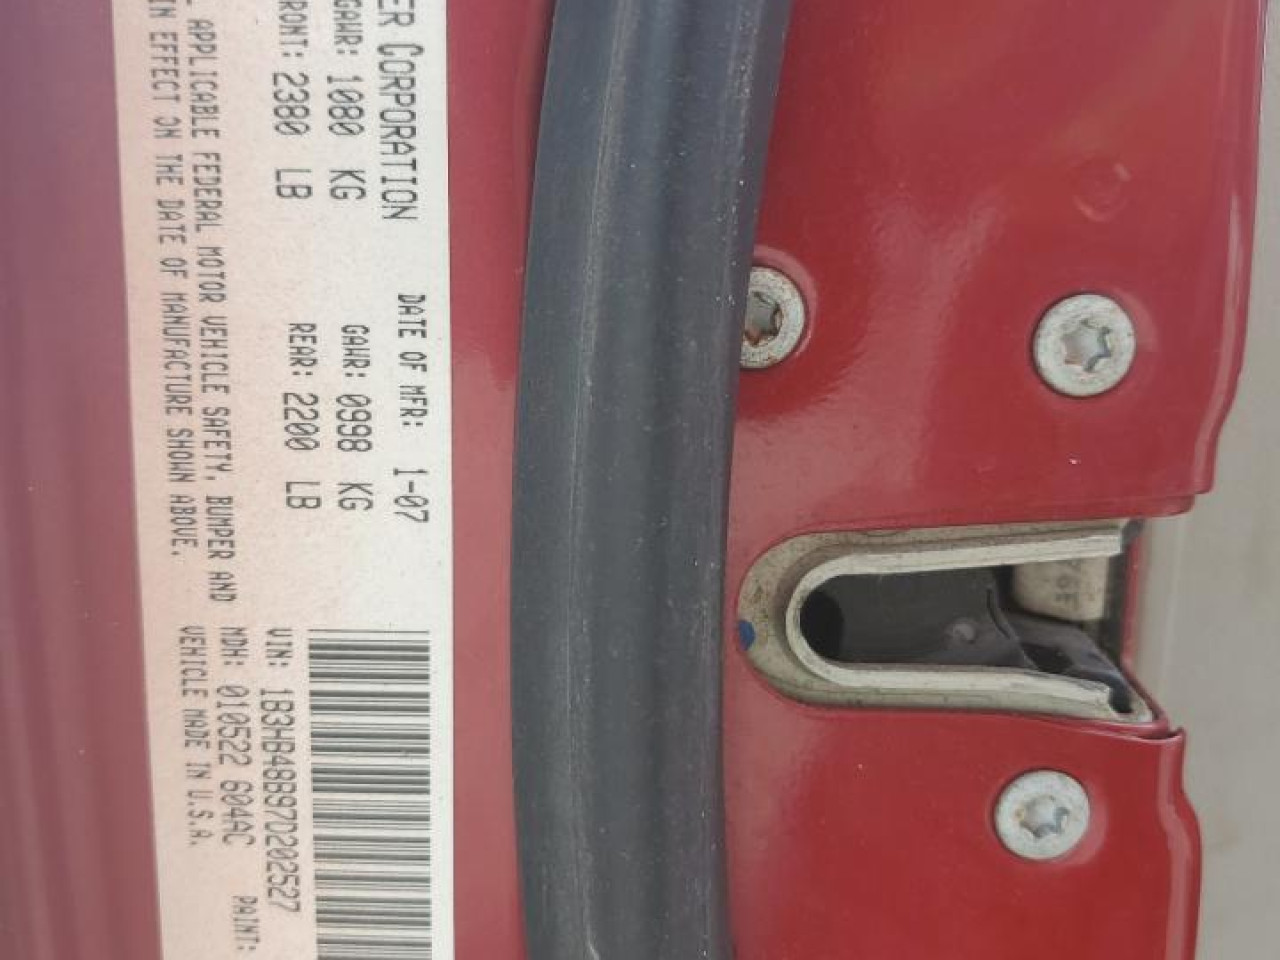 ER CORPORATION DATE OF MFR: 1-07
GAWR: 1080 KG GAWR: 0998 KG
RONT: 2380 LB REAR: 2200 LB
APPLICABLE FEDERAL MOTOR VEHICLE SAFETY, BUMPER AND
IN EFFECT ON THE DATE OF MANUFACTURE SHOWN ABOVE.
VIN: 1B3HB48B97D202527
MDH: 010522 604AC PAINT:
VEHICLE MADE IN U.S.A.